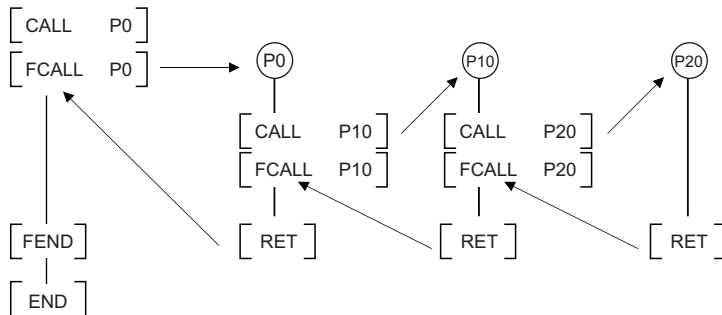 CALL P0
FCALL P0
P0
P10
P20
CALL P10
CALL P20
FCALL P10
FCALL P20
FEND
RET
RET
RET
END